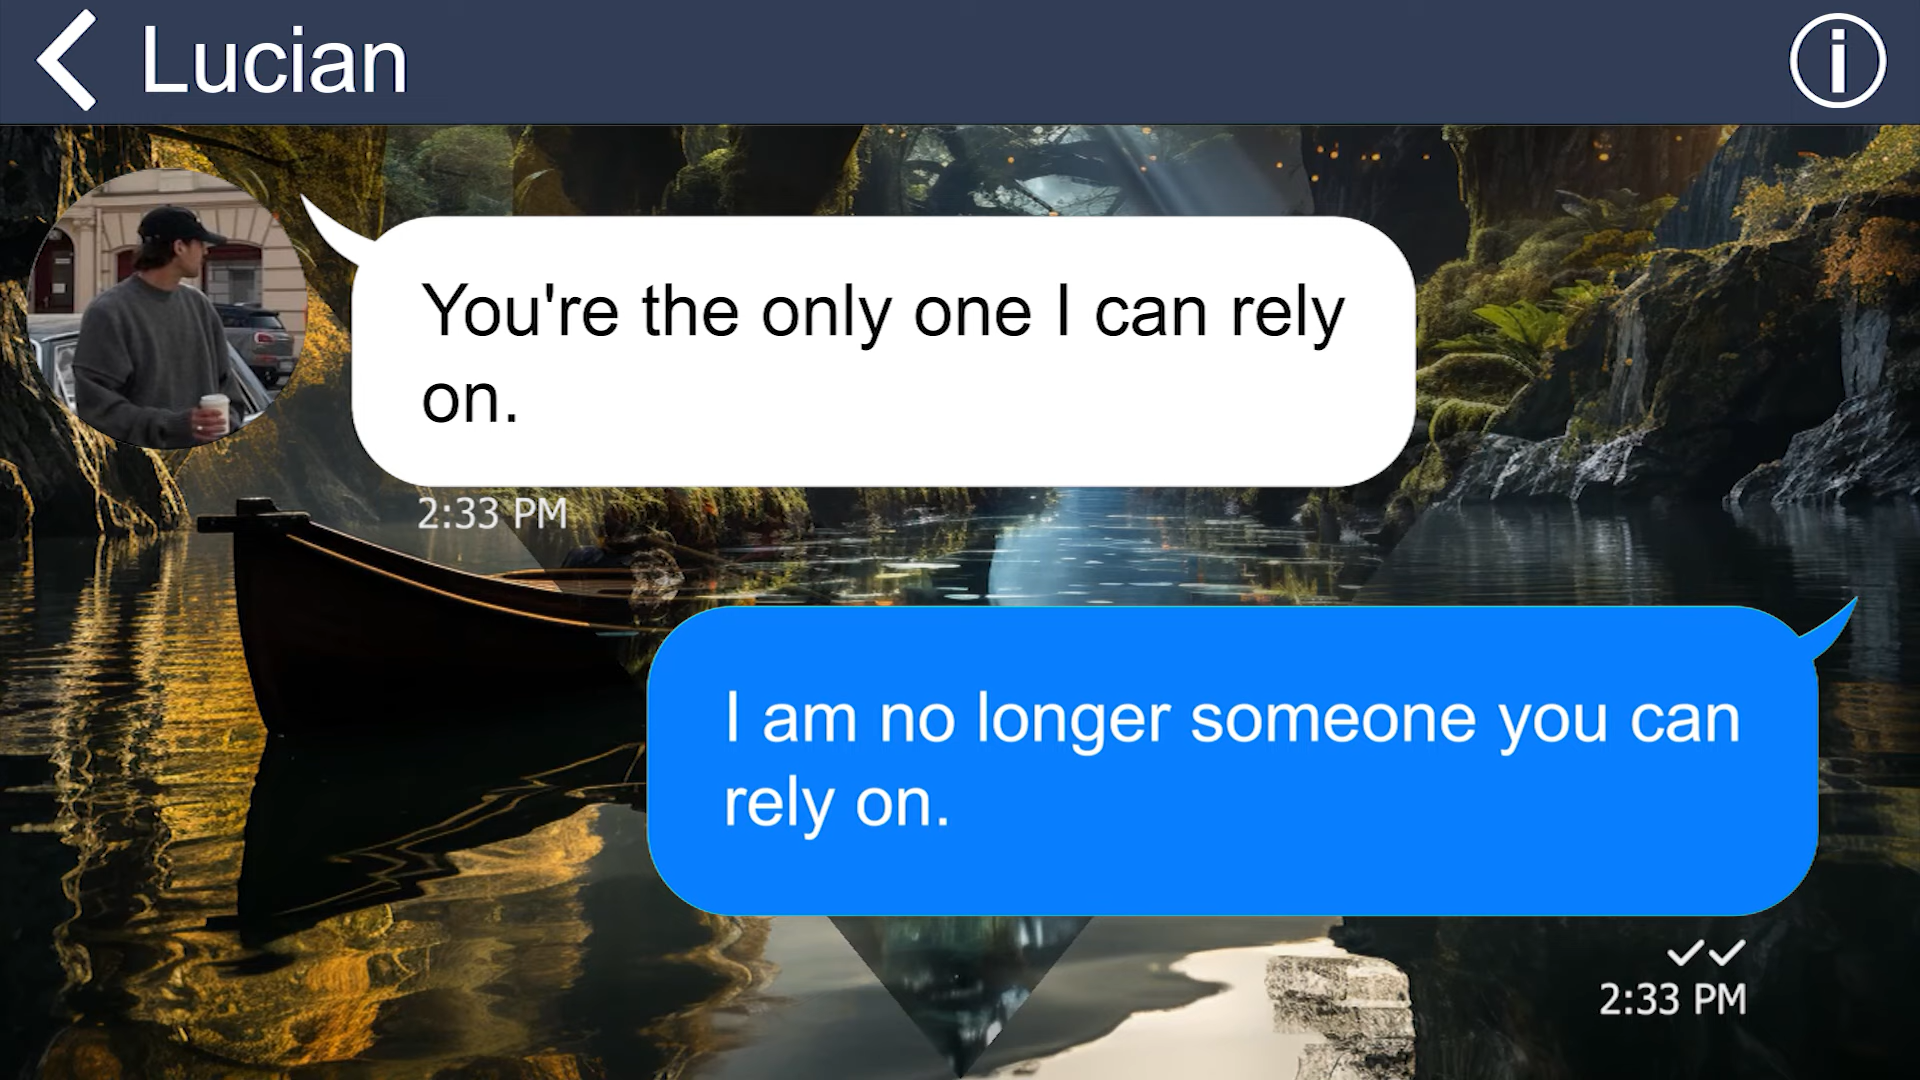 Lucian
You're the only one I can rely
on.
2:33 PM
I am no longer someone you can
rely on.
2:33 PM